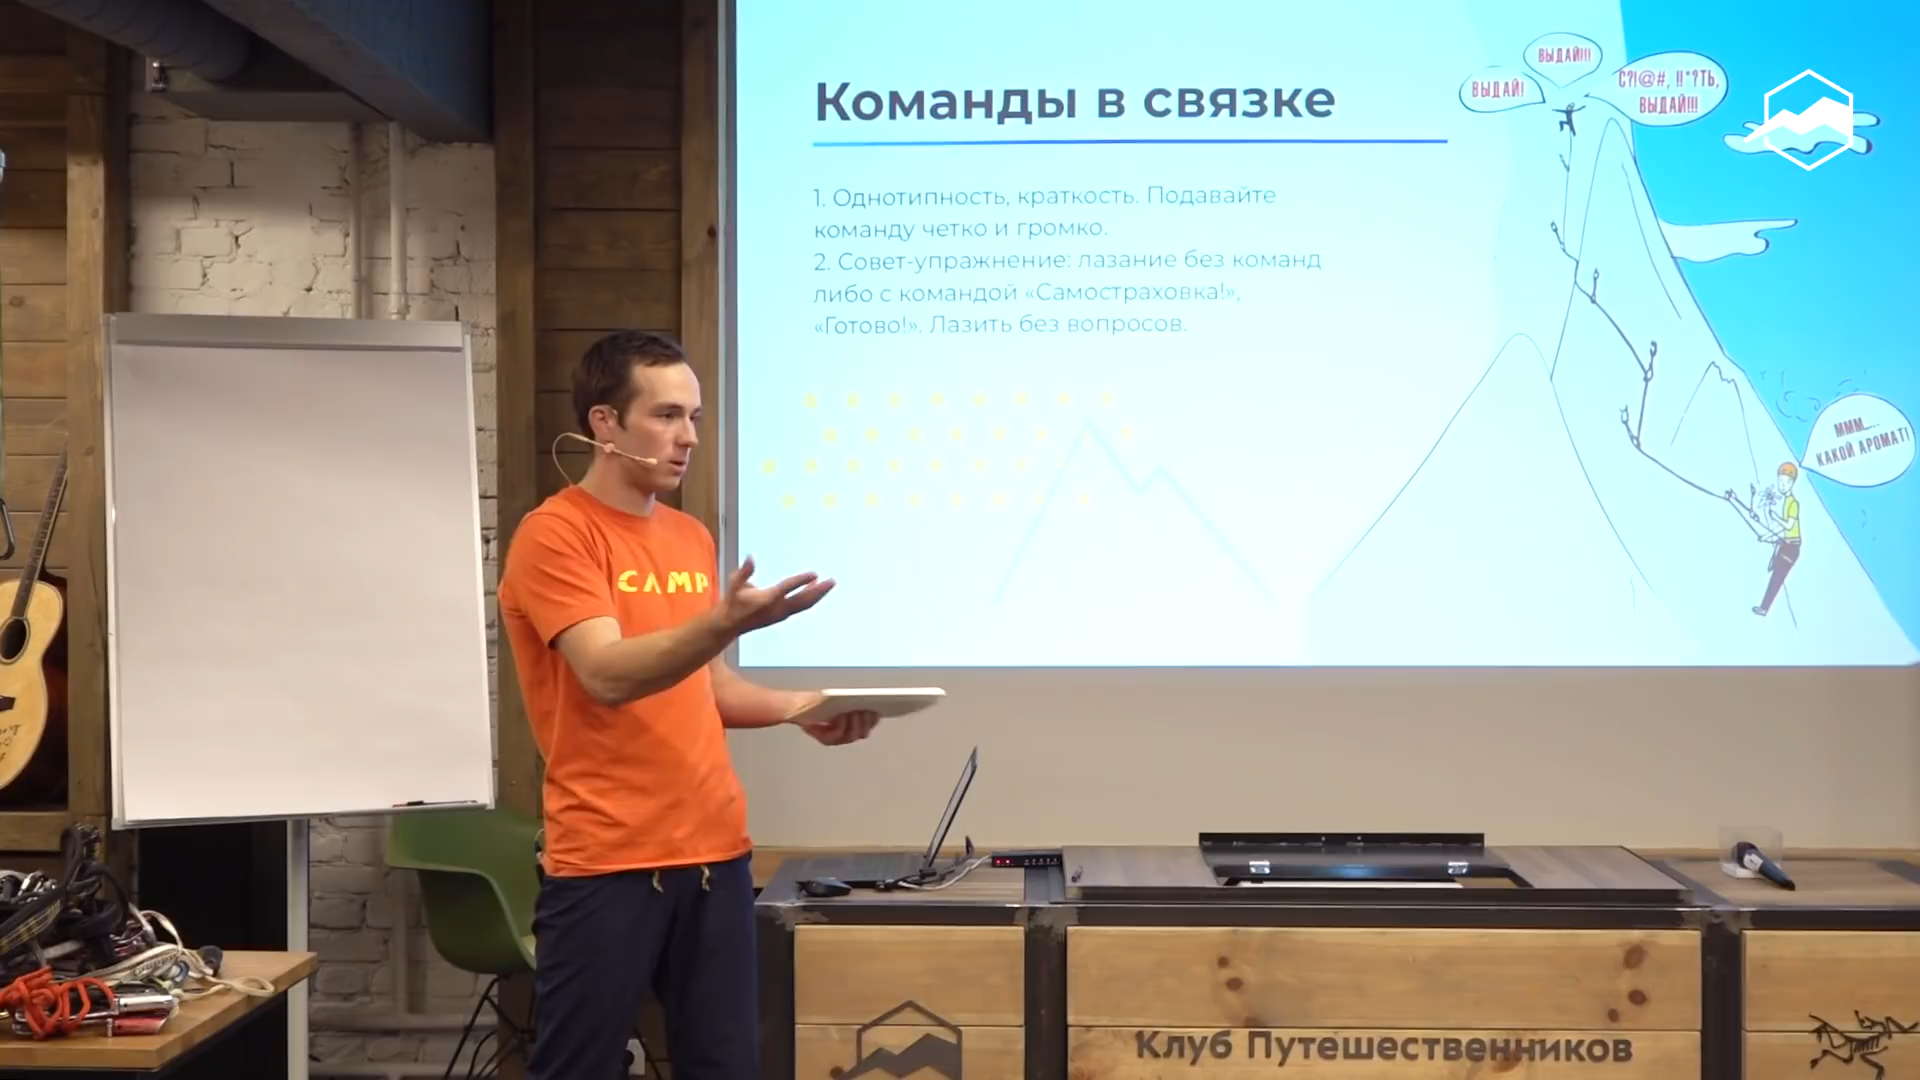 Команды в связке
1. Однотипность, краткость. Подавайте
команду четко и громко.
2. Совет-упражнение: лазание без команд
либо с командой «Самостраховка!»,
«Готово!». Лазить без вопросов.
ВЫДАЙ!
ВЫДАЙ!!!
С?!@#, !!*?ТЬ,
ВЫДАЙ!!!
МММ....
КАКОЙ АРОМАТ!
CAMP
Клуб Путешественников